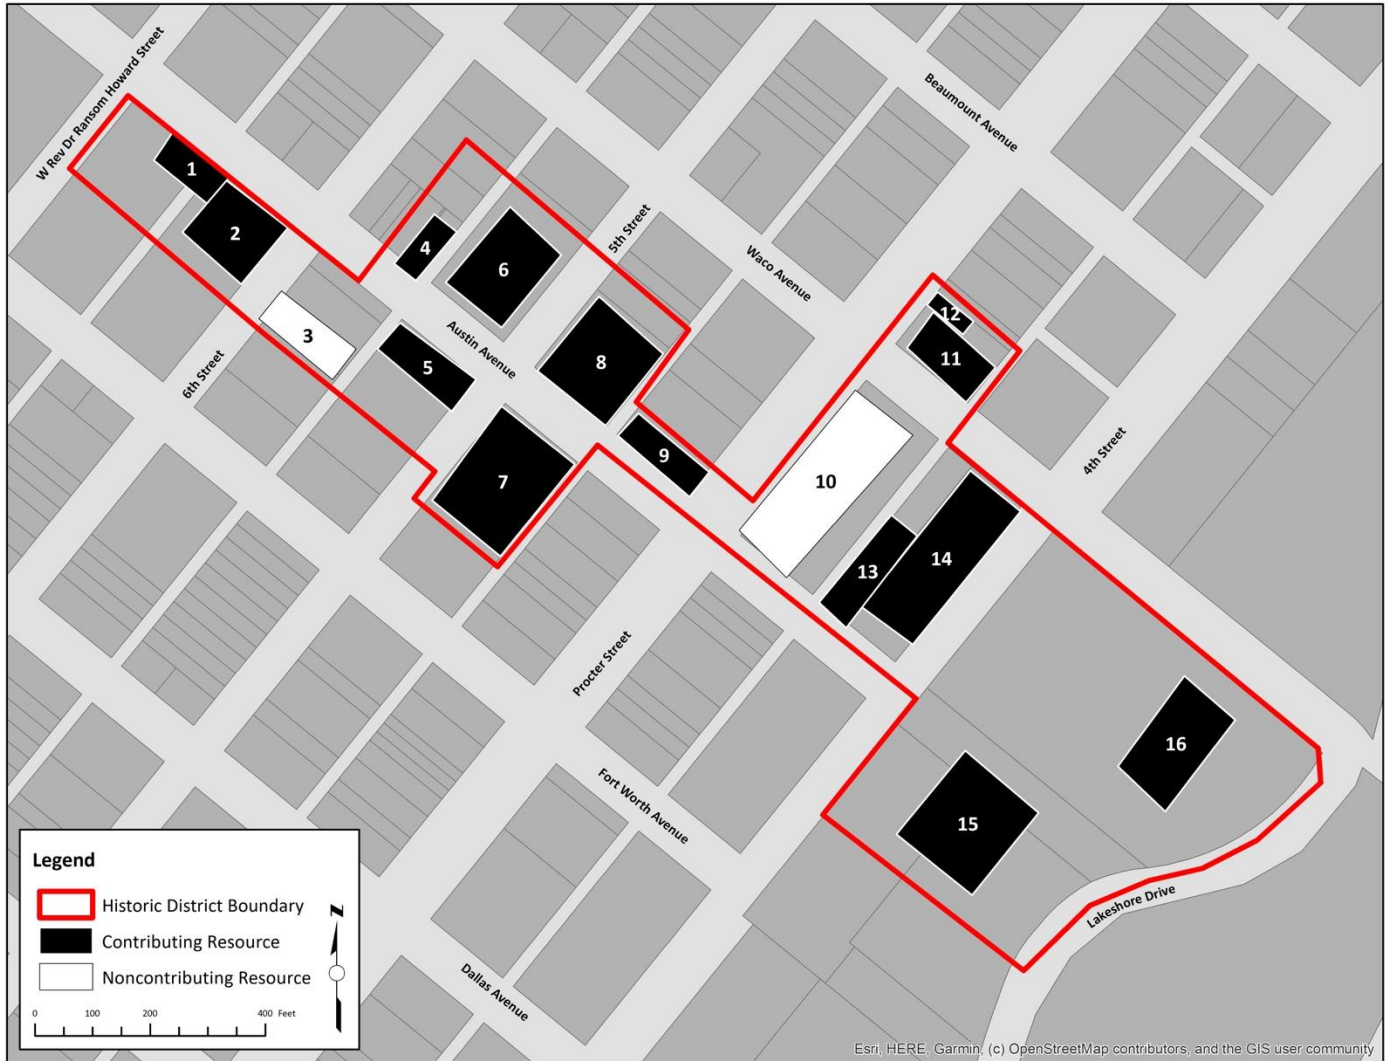 W Rev Dr Ransom Howard Street
Beaumount Avenue
1
2
4
5th Street
6
Waco Avenue
12
3
Austin Avenue
11
8
5
6th Street
9
4th Street
7
10
14
13
Procter Street
16
15
Fort Worth Avenue
Lakeshore Drive
Dallas Avenue
Legend
Historic District Boundary
Contributing Resource
Noncontributing Resource
0 100 200 400 Feet
N
Esri, HERE, Garmin, (c) OpenStreetMap contributors, and the GIS user community